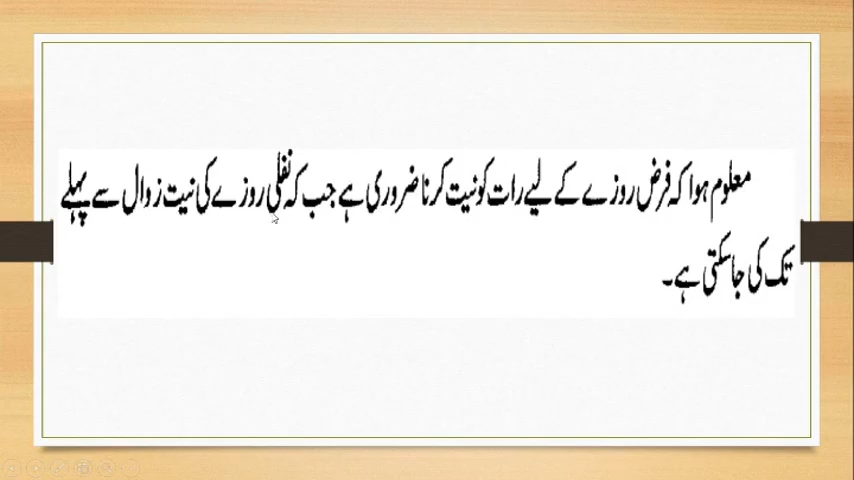 معلوم ہوا کہ فرض روزے کے لیے رات کو نیت کرنا ضروری ہے جب کہ نفلی روزے کی نیت زوال سے پہلے
تک کی جا سکتی ہے۔